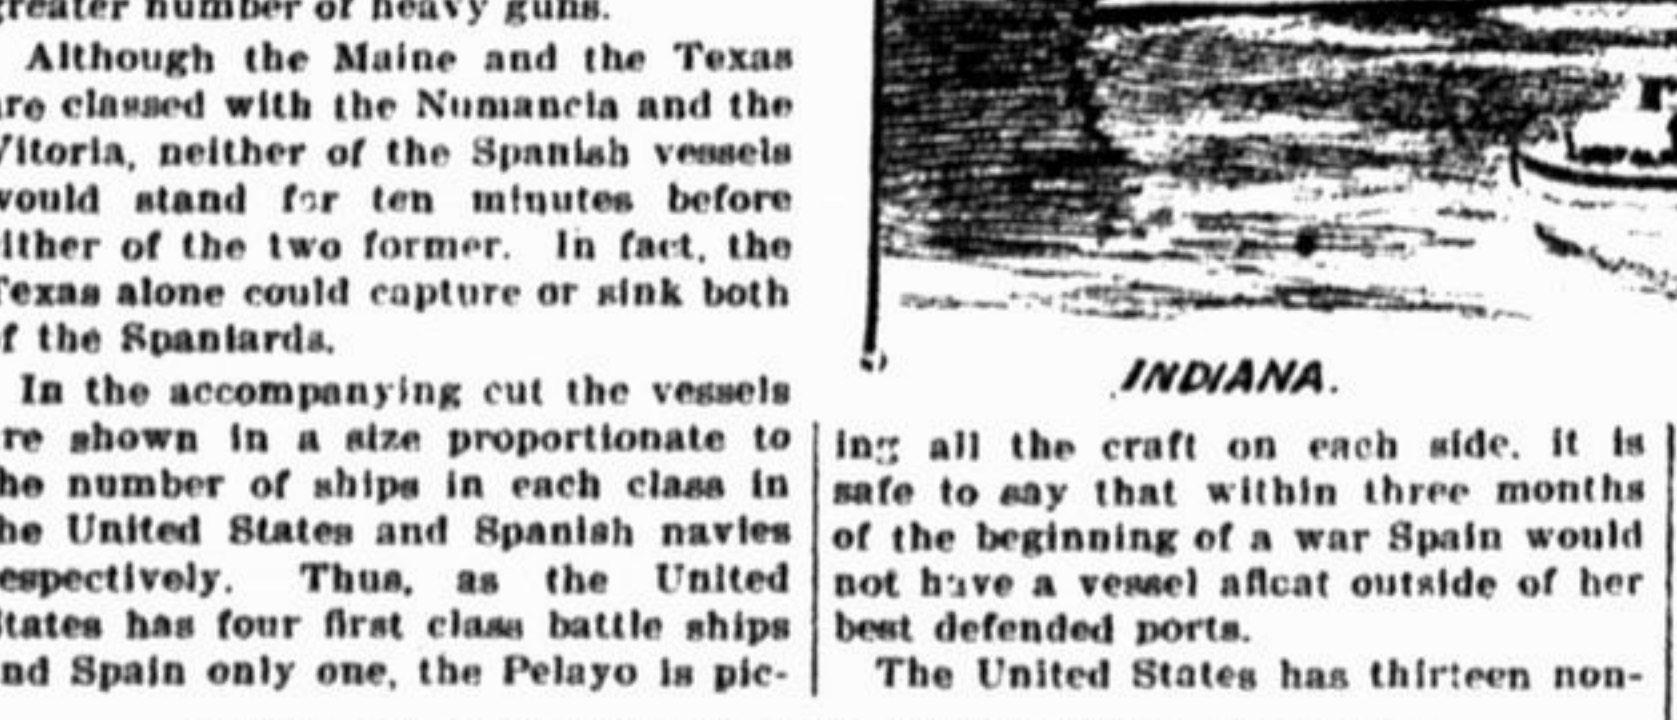 greater number of heavy guns.
Although the Maine and the Texas
re classed with the Numancia and the
Vitoria, neither of the Spanish vessels
would stand for ten minutes before
ither of the two former. In fact, the
Texas alone could capture or sink both
f the Spaniards.
In the accompanying cut the vessels
re shown in a size proportionate to
he number of ships in each class in
he United States and Spanish navies
espectively. Thus, as the United
States has four first class battle ships
nd Spain only one, the Pelayo is pic-
INDIANA.
ing all the craft on each side, it is
safe to say that within three months
of the beginning of a war Spain would
not have a vessel afloat outside of her
best defended ports.
The United States has thirteen non-